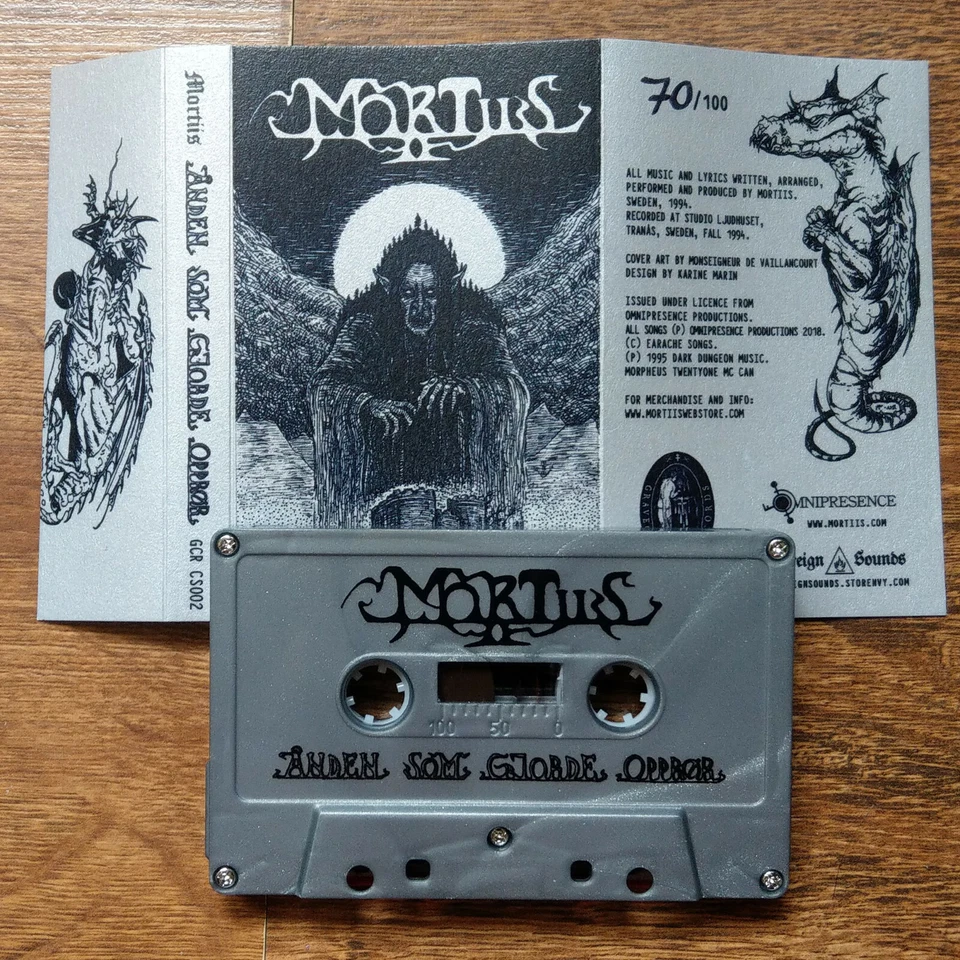 Mortiis ÅNDEN SOM GJORDE OPPRØR GCR CS002
MORTIIS
70/100
ALL MUSIC AND LYRICS WRITTEN, ARRANGED,
PERFORMED AND PRODUCED BY MORTIIS.
SWEDEN, 1994.
RECORDED AT STUDIO LJUDHUSET,
TRANÅS, SWEDEN, FALL 1994.
COVER ART BY MONSEIGNEUR DE VAILLANCOURT
DESIGN BY KARINE MARIN
ISSUED UNDER LICENCE FROM
OMNIPRESENCE PRODUCTIONS.
ALL SONGS (P) OMNIPRESENCE PRODUCTIONS 2018.
(C) EARACHE SONGS.
(P) 1995 DARK DUNGEON MUSIC.
MORPHEUS TWENTYONE MC CAN
FOR MERCHANDISE AND INFO:
WWW.MORTIISWEBSTORE.COM
OMNIPRESENCE
WWW.MORTIIS.COM
Sounds
MORTIIS
100 50 0
ÅNDEN SOM GJORDE OPPRØR